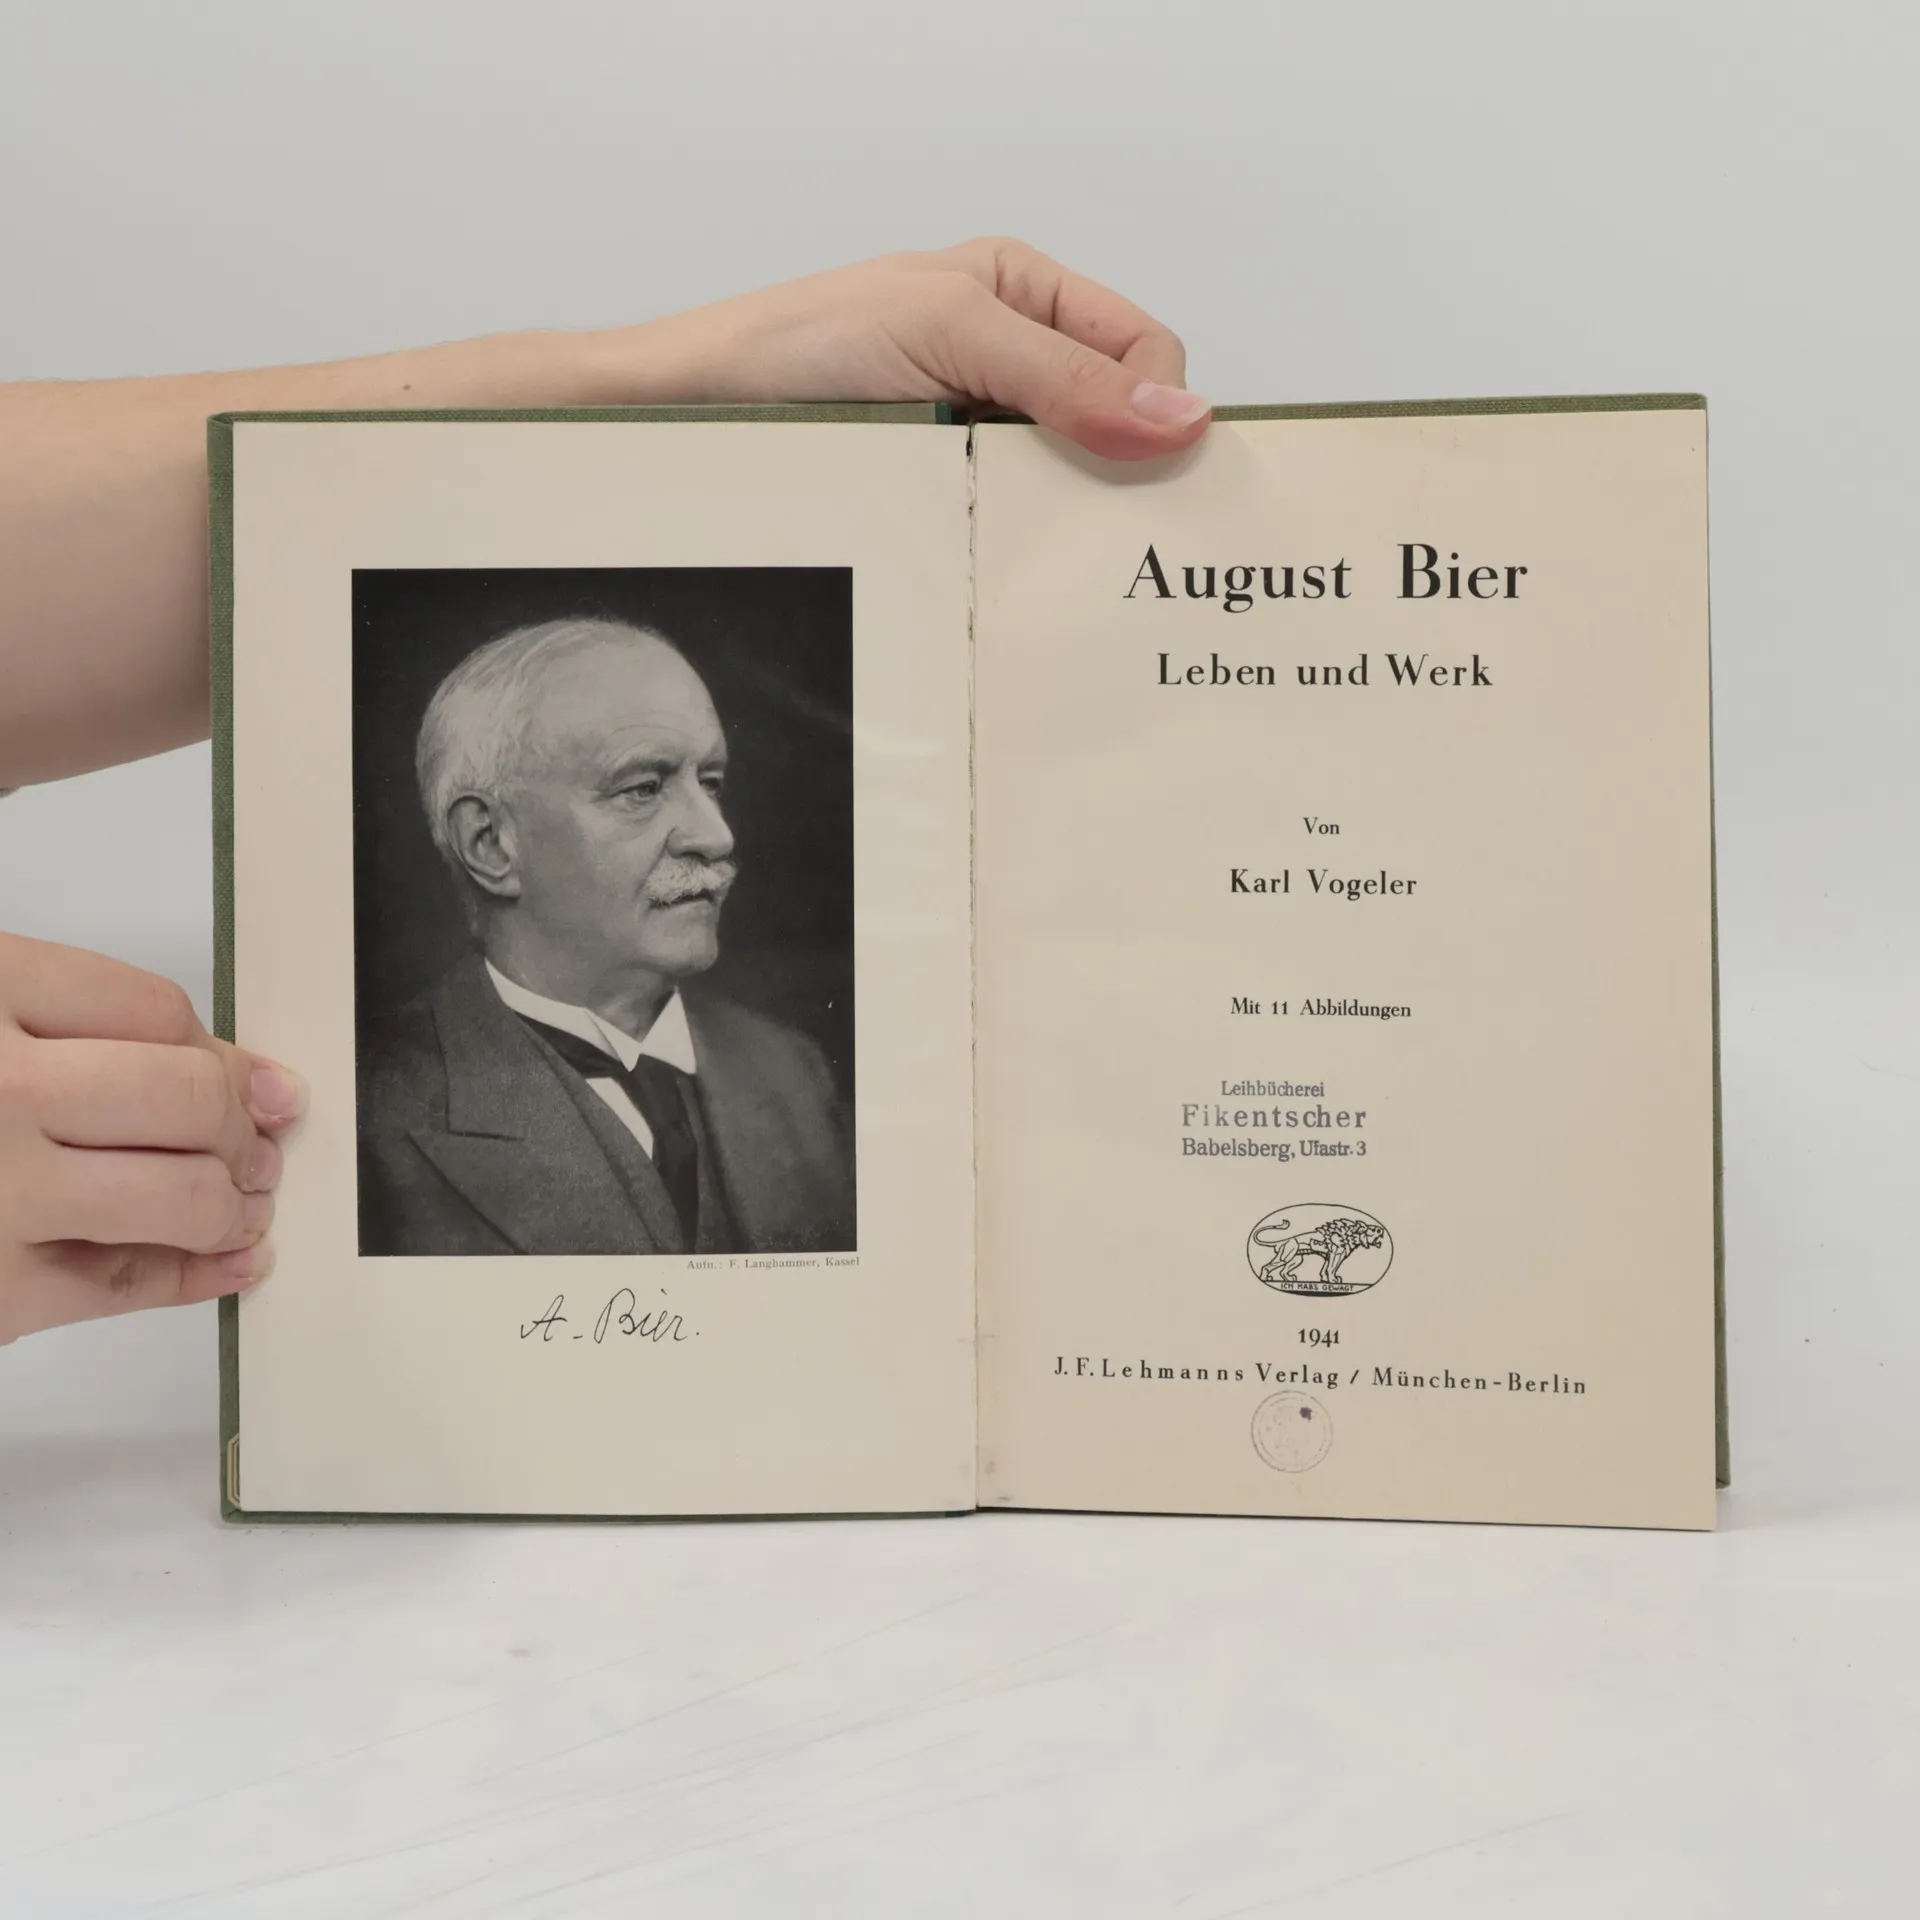 Aufn.: F. Langhammer, Kassel
A. Bier.
August Bier
Leben und Werk
Von
Karl Vogeler
Mit 11 Abbildungen
Leihbücherei
Fikentscher
Babelsberg, Ufastr. 3
ICH HABS GEWAGT
1941
J. F. Lehmanns Verlag / München-Berlin